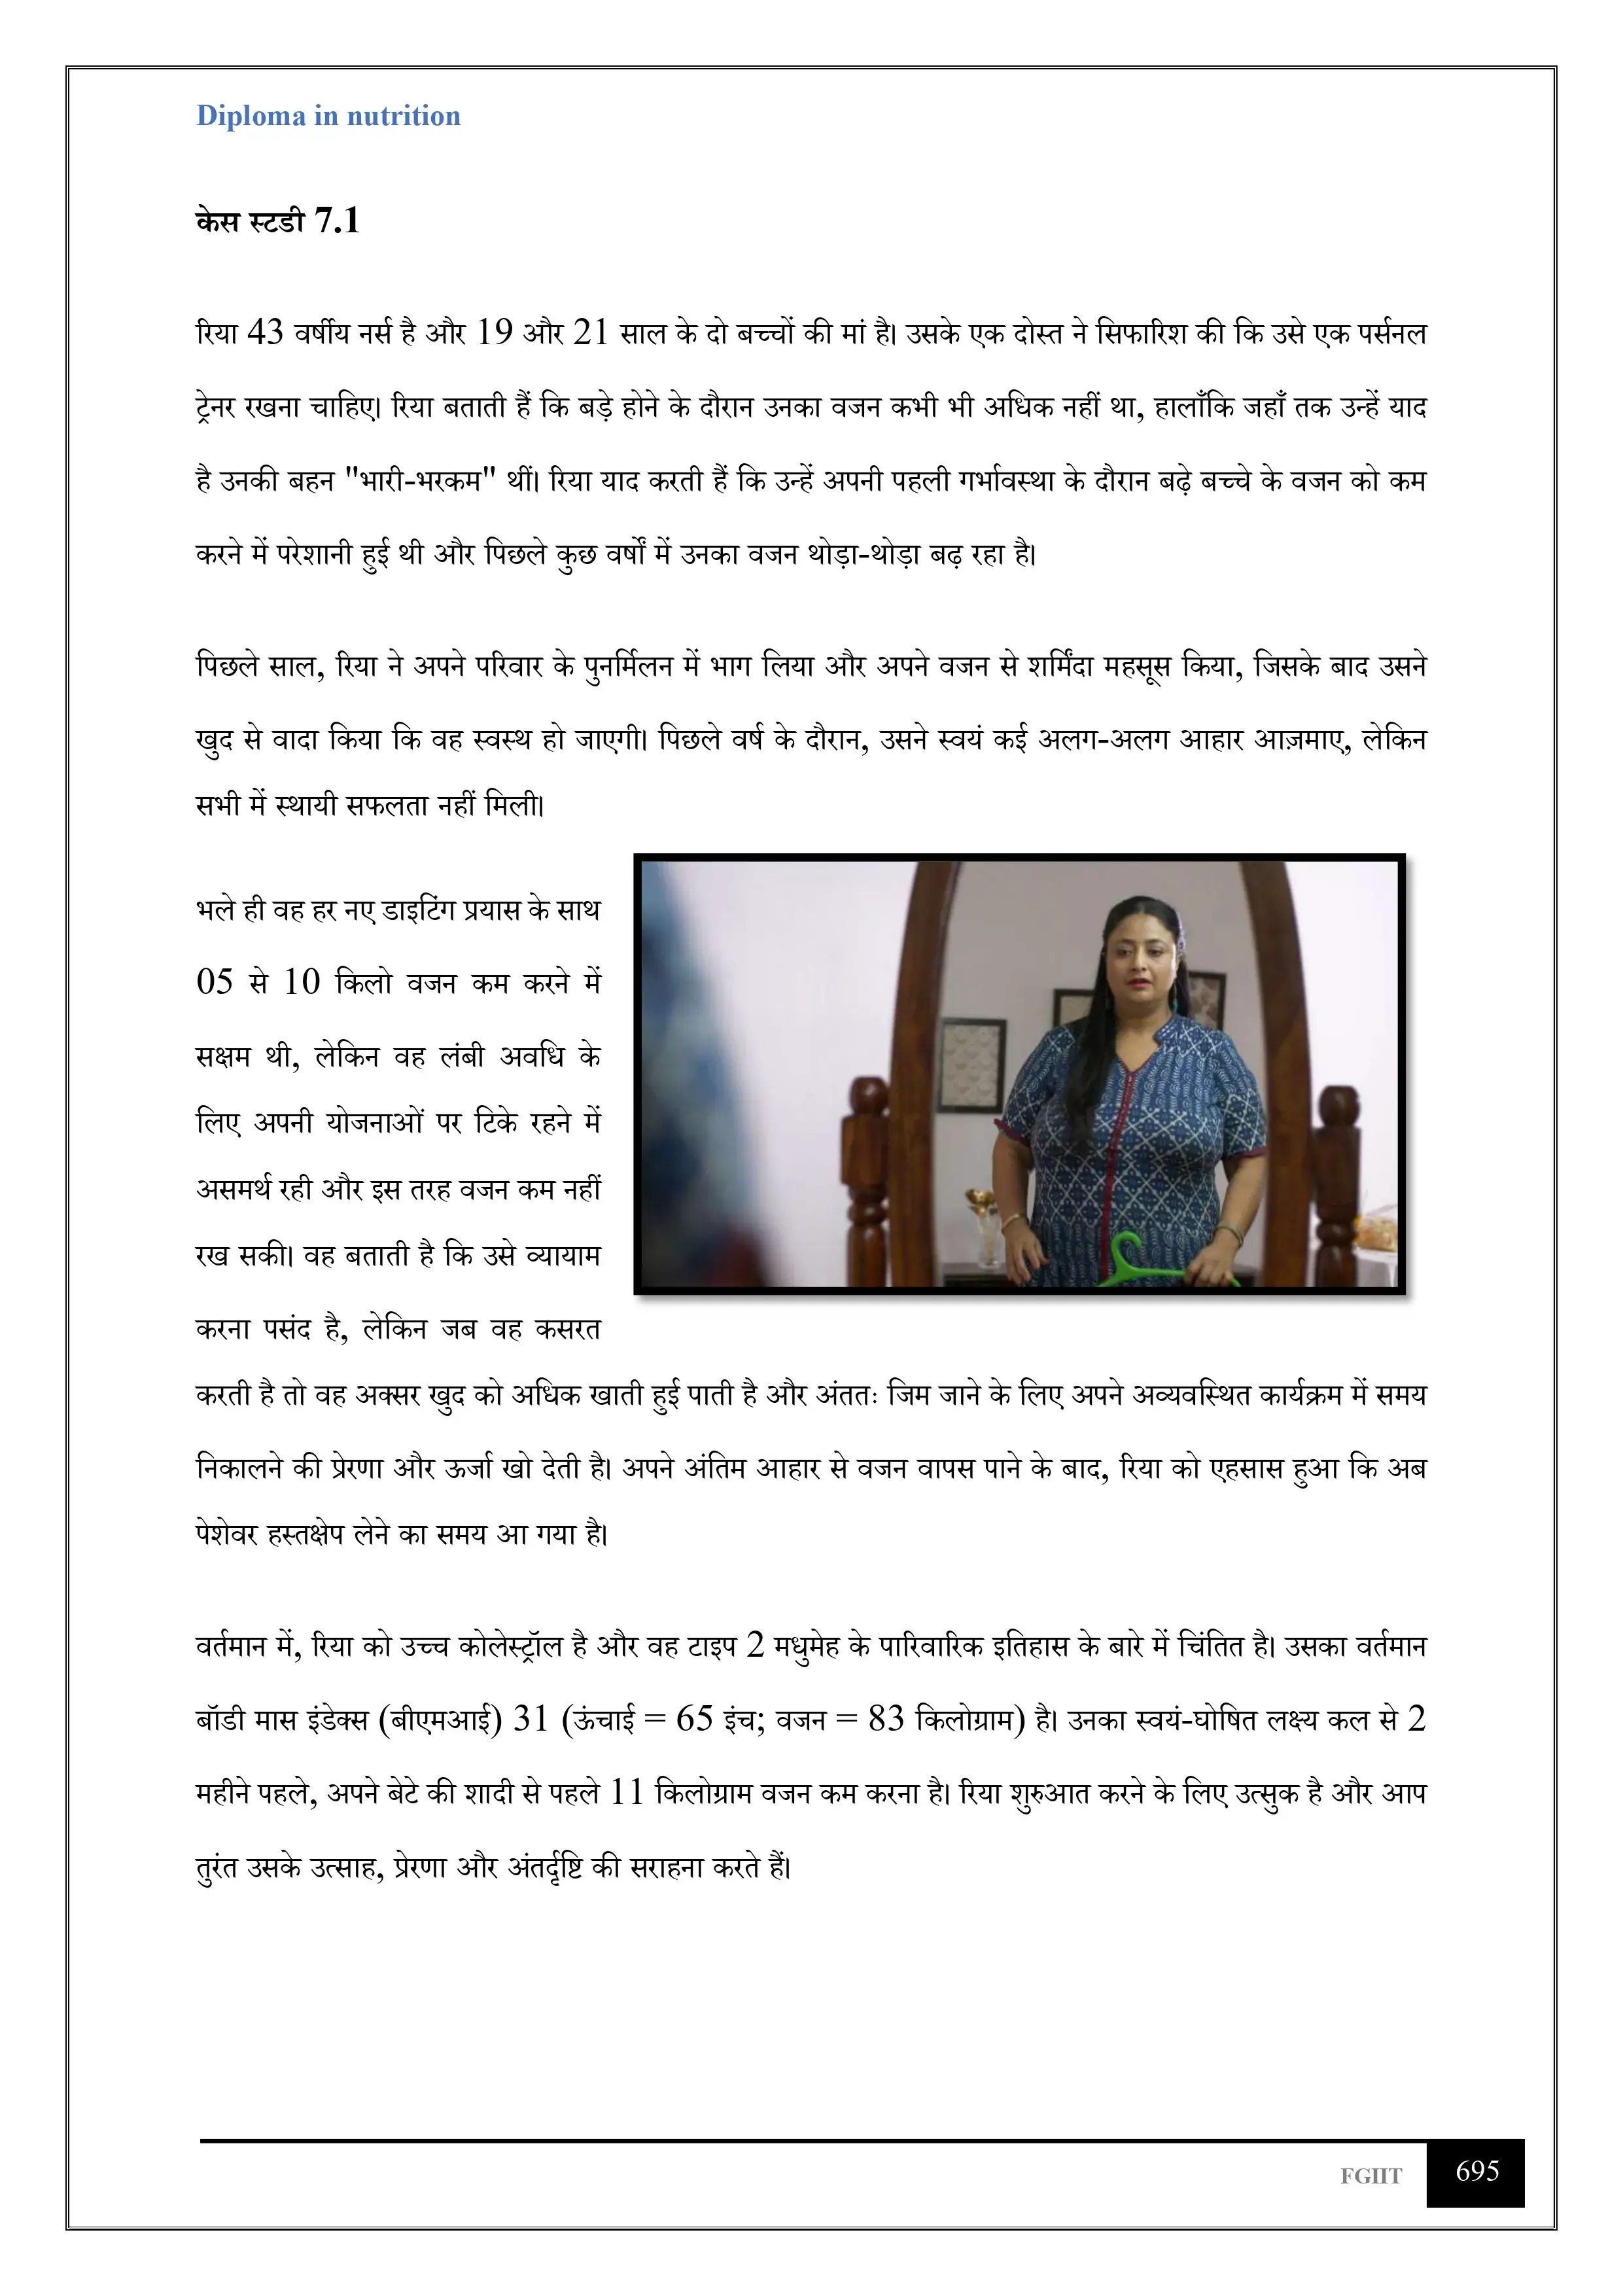 Diploma in nutrition
केस स्टडी 7.1
रिया 43 वर्षीय नर्स है और 19 और 21 साल के दो बच्चों की मां है। उसके एक दोस्त ने सिफारिश की कि उसे एक पर्सनल
ट्रेनर रखना चाहिए। रिया बताती हैं कि बड़े होने के दौरान उनका वजन कभी भी अधिक नहीं था, हालाँकि जहाँ तक उन्हें याद
है उनकी बहन "भारी-भरकम" थीं। रिया याद करती हैं कि उन्हें अपनी पहली गर्भावस्था के दौरान बढ़े बच्चे के वजन को कम
करने में परेशानी हुई थी और पिछले कुछ वर्षों में उनका वजन थोड़ा-थोड़ा बढ़ रहा है।
पिछले साल, रिया ने अपने परिवार के पुनर्मिलन में भाग लिया और अपने वजन से शर्मिंदा महसूस किया, जिसके बाद उसने
खुद से वादा किया कि वह स्वस्थ हो जाएगी। पिछले वर्ष के दौरान, उसने स्वयं कई अलग-अलग आहार आज़माए, लेकिन
सभी में स्थायी सफलता नहीं मिली।
भले ही वह हर नए डाइटिंग प्रयास के साथ
05 से 10 किलो वजन कम करने में
सक्षम थी, लेकिन वह लंबी अवधि के
लिए अपनी योजनाओं पर टिके रहने में
असमर्थ रही और इस तरह वजन कम नहीं
रख सकी। वह बताती है कि उसे व्यायाम
करना पसंद है, लेकिन जब वह कसरत
करती है तो वह अक्सर खुद को अधिक खाती हुई पाती है और अंततः जिम जाने के लिए अपने अव्यवस्थित कार्यक्रम में समय
निकालने की प्रेरणा और ऊर्जा खो देती है। अपने अंतिम आहार से वजन वापस पाने के बाद, रिया को एहसास हुआ कि अब
पेशेवर हस्तक्षेप लेने का समय आ गया है।
वर्तमान में, रिया को उच्च कोलेस्ट्रॉल है और वह टाइप 2 मधुमेह के पारिवारिक इतिहास के बारे में चिंतित है। उसका वर्तमान
बॉडी मास इंडेक्स (बीएमआई) 31 (ऊंचाई = 65 इंच; वजन = 83 किलोग्राम) है। उनका स्वयं-घोषित लक्ष्य कल से 2
महीने पहले, अपने बेटे की शादी से पहले 11 किलोग्राम वजन कम करना है। रिया शुरुआत करने के लिए उत्सुक है और आप
तुरंत उसके उत्साह, प्रेरणा और अंतर्दृष्टि की सराहना करते हैं।
FGIIT 695